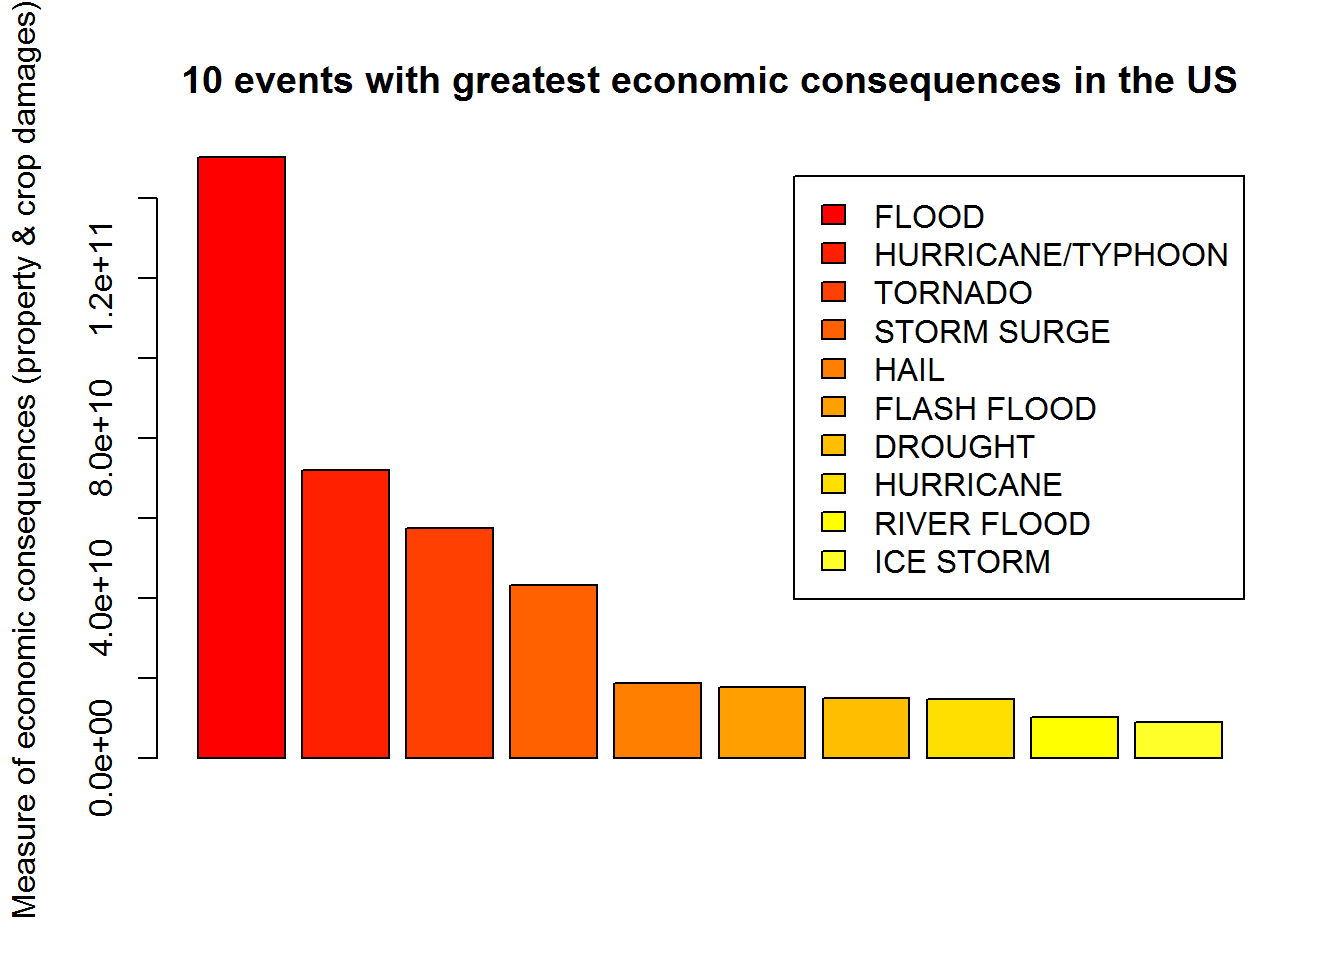 10 events with greatest economic consequences in the US
Measure of economic consequences (property & crop damages)
0.0e+00
4.0e+10
8.0e+10
1.2e+11
FLOOD
HURRICANE/TYPHOON
TORNADO
STORM SURGE
HAIL
FLASH FLOOD
DROUGHT
HURRICANE
RIVER FLOOD
ICE STORM